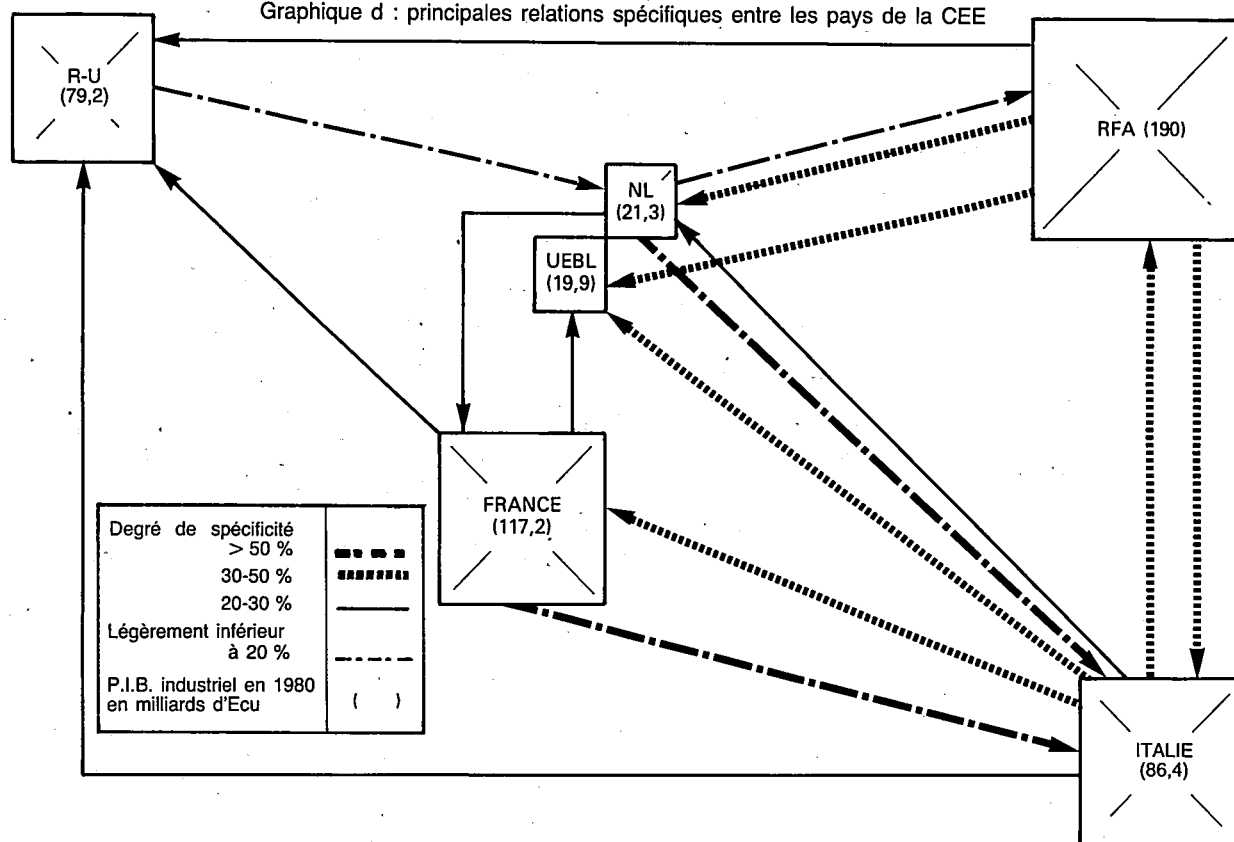 Graphique d : principales relations spécifiques entre les pays de la CEE
R-U
(79,2)
RFA (190)
NL
(21,3)
UEBL
(19,9)
FRANCE
(117,2)
Degré de spécificité
> 50 %
30-50 %
20-30 %
Légèrement inférieur
à 20 %
P.I.B. industriel en 1980
en milliards d'Ecu
( )
ITALIE
(86,4)